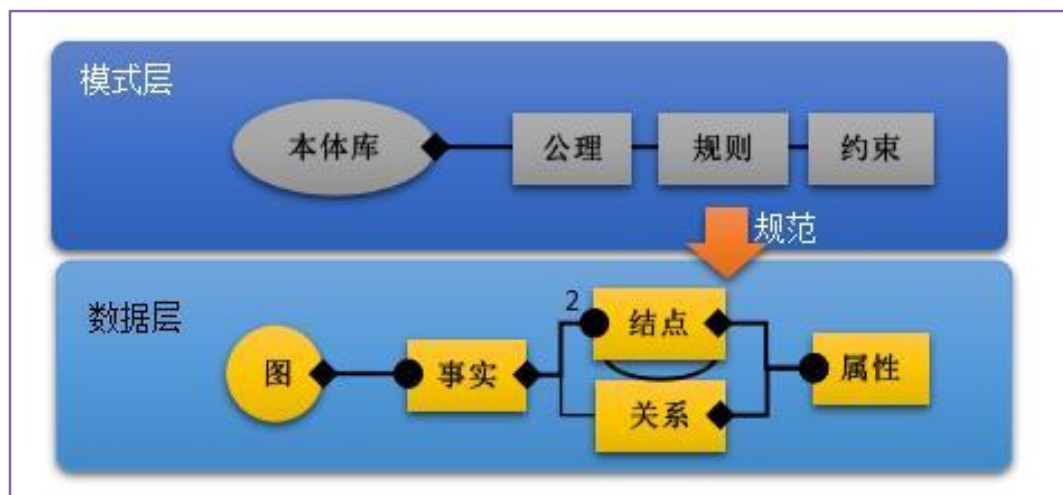 模式层
本体库
公理
规则
约束
规范
数据层
2
结点
图
事实
属性
关系